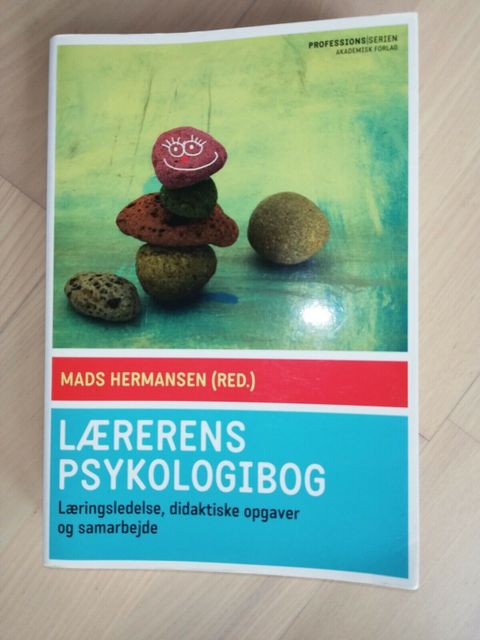 PROFESSIONS|SERIEN
AKADEMISK FORLAG
MADS HERMANSEN (RED.)
LÆRERENS
PSYKOLOGIBOG
Læringsledelse, didaktiske opgaver
og samarbejde